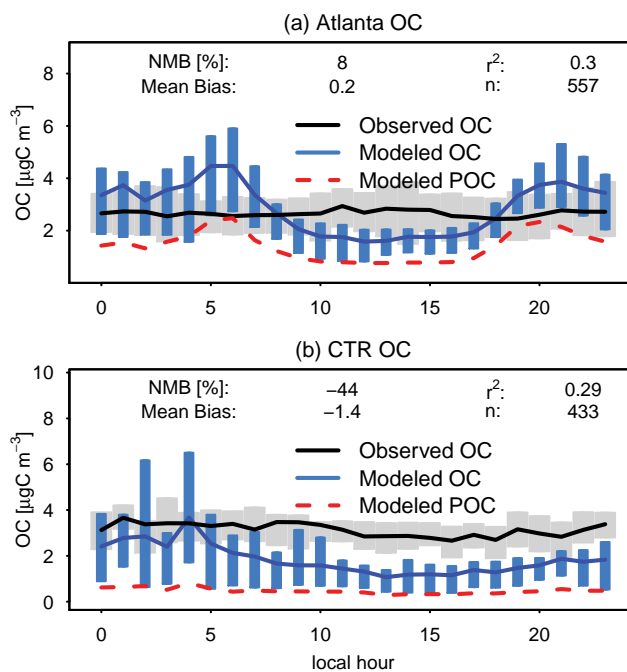 (a) Atlanta OC
NMB [%]: 8 r²: 0.3
Mean Bias: 0.2 n: 557
Observed OC
Modeled OC
Modeled POC
OC [µgC m⁻³]
8
6
4
2
0 5 10 15 20
(b) CTR OC
NMB [%]: −44 r²: 0.29
Mean Bias: −1.4 n: 433
Observed OC
Modeled OC
Modeled POC
OC [µgC m⁻³]
10
8
6
4
2
0
0 5 10 15 20
local hour